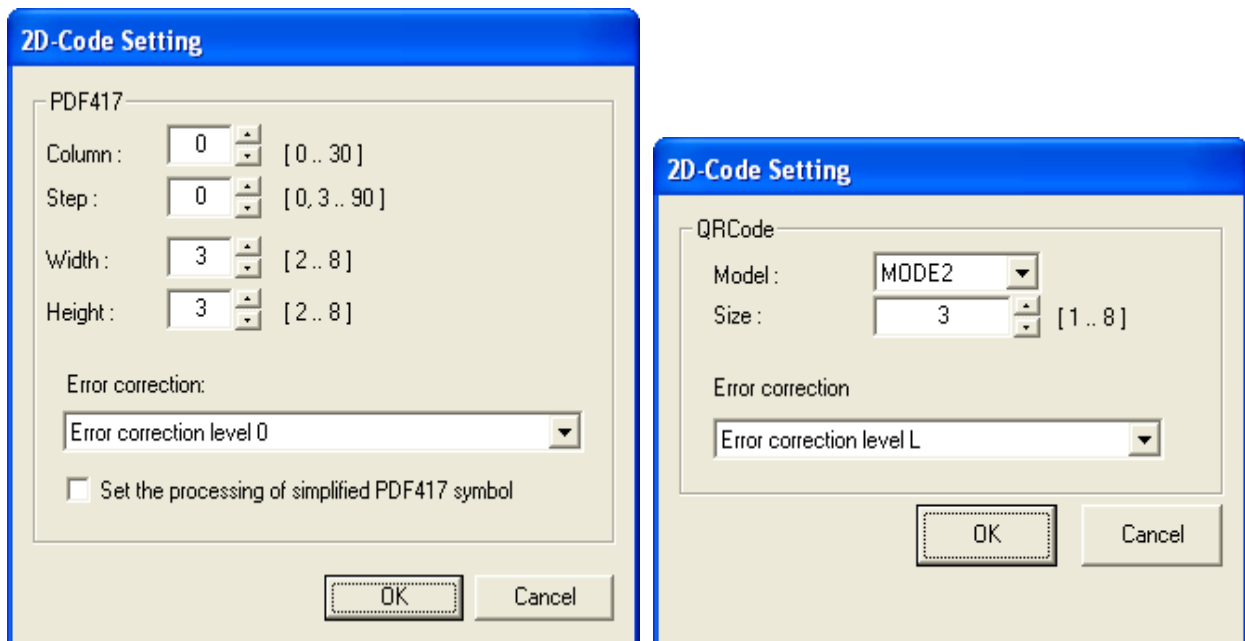 2D-Code Setting
PDF417
Column : 0 [ 0 .. 30 ]
Step : 0 [ 0, 3 .. 90 ]
Width : 3 [ 2 .. 8 ]
Height : 3 [ 2 .. 8 ]
Error correction:
Error correction level 0
Set the processing of simplified PDF417 symbol
OK Cancel
2D-Code Setting
QRCode
Model : MODE2
Size : 3 [ 1 .. 8 ]
Error correction
Error correction level L
OK Cancel